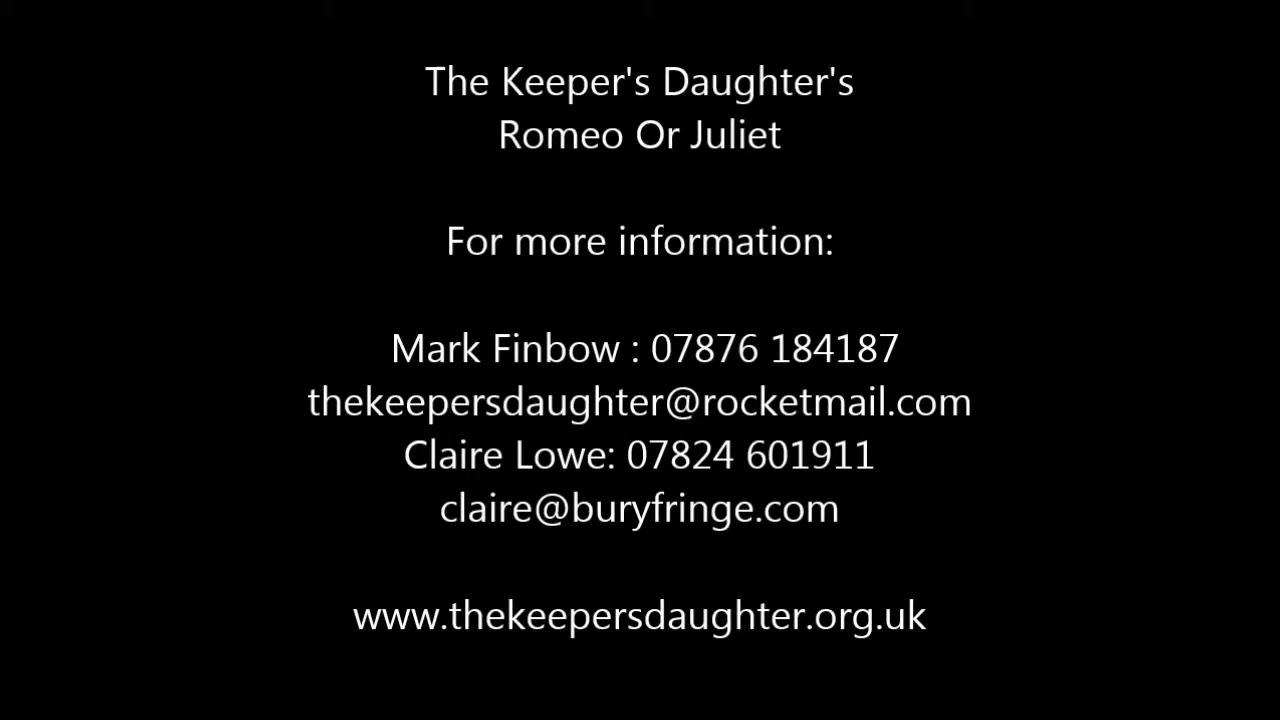 The Keeper's Daughter's
Romeo Or Juliet
For more information:
Mark Finbow : 07876 184187
thekeepersdaughter@rocketmail.com
Claire Lowe: 07824 601911
claire@buryfringe.com
www.thekeepersdaughter.org.uk